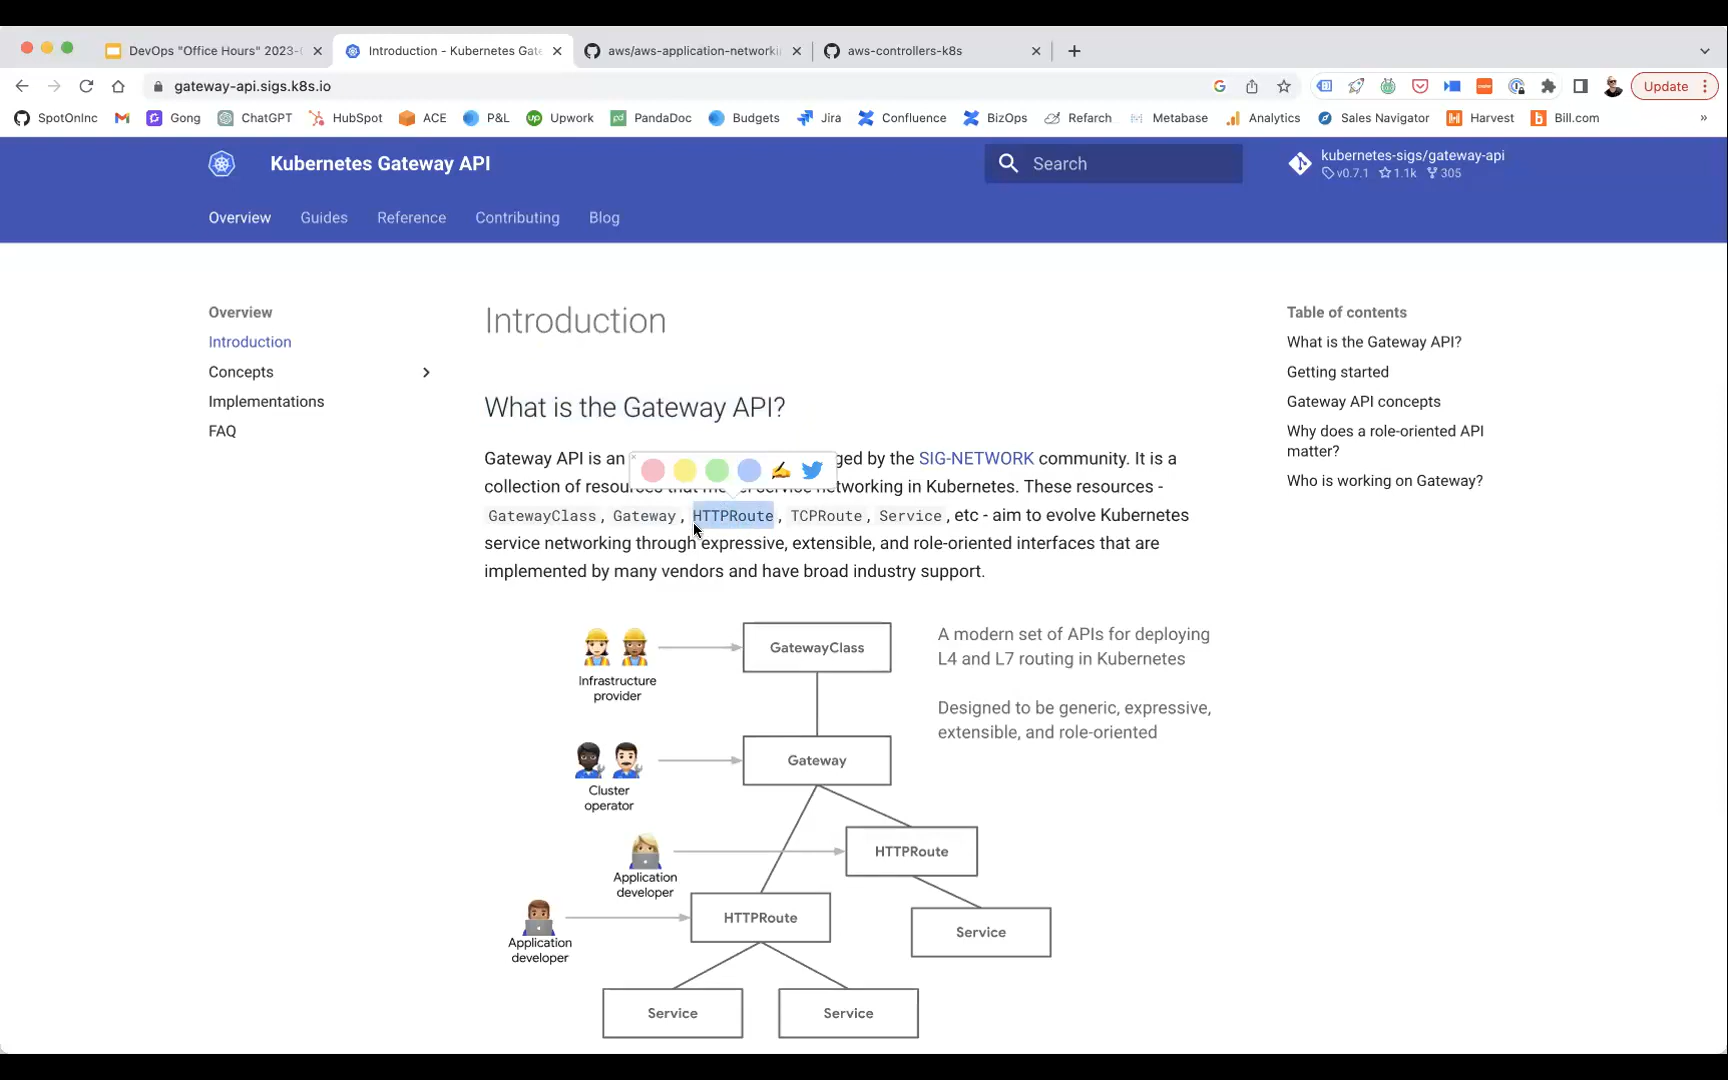 DevOps "Office Hours" 2023-
Introduction - Kubernetes Gate
aws/aws-application-networki
aws-controllers-k8s
gateway-api.sigs.k8s.io
Update
SpotOnInc
Gong
ChatGPT
HubSpot
ACE
P&L
Upwork
PandaDoc
Budgets
Jira
Confluence
BizOps
Refarch
Metabase
Analytics
Sales Navigator
Harvest
Bill.com
»
Kubernetes Gateway API
Search
kubernetes-sigs/gateway-api
v0.7.1 1.1k 305
Overview
Guides
Reference
Contributing
Blog
Overview
Introduction
Concepts
Implementations
FAQ
Introduction
What is the Gateway API?
Gateway API is an ged by the SIG-NETWORK community. It is a
collection of resources that model service networking in Kubernetes. These resources -
GatewayClass, Gateway, HTTPRoute, TCPRoute, Service, etc - aim to evolve Kubernetes
service networking through expressive, extensible, and role-oriented interfaces that are
implemented by many vendors and have broad industry support.
Infrastructure
provider
GatewayClass
A modern set of APIs for deploying
L4 and L7 routing in Kubernetes
Designed to be generic, expressive,
extensible, and role-oriented
Cluster
operator
Gateway
Application
developer
HTTPRoute
Application
developer
HTTPRoute
Service
Service
Service
Table of contents
What is the Gateway API?
Getting started
Gateway API concepts
Why does a role-oriented API
matter?
Who is working on Gateway?